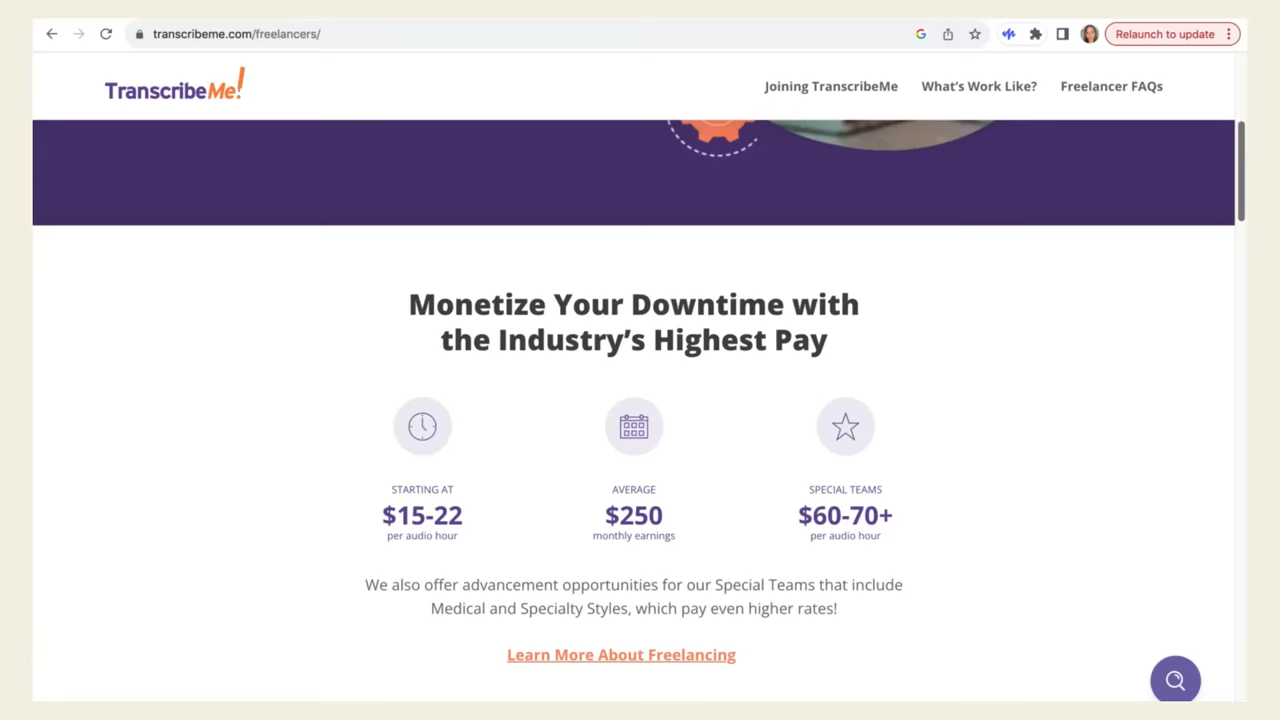 transcribeme.com/freelancers/
Relaunch to update
TranscribeMe!
Joining TranscribeMe
What's Work Like?
Freelancer FAQs
Monetize Your Downtime with
the Industry's Highest Pay
STARTING AT
$15-22
per audio hour
AVERAGE
$250
monthly earnings
SPECIAL TEAMS
$60-70+
per audio hour
We also offer advancement opportunities for our Special Teams that include
Medical and Specialty Styles, which pay even higher rates!
Learn More About Freelancing